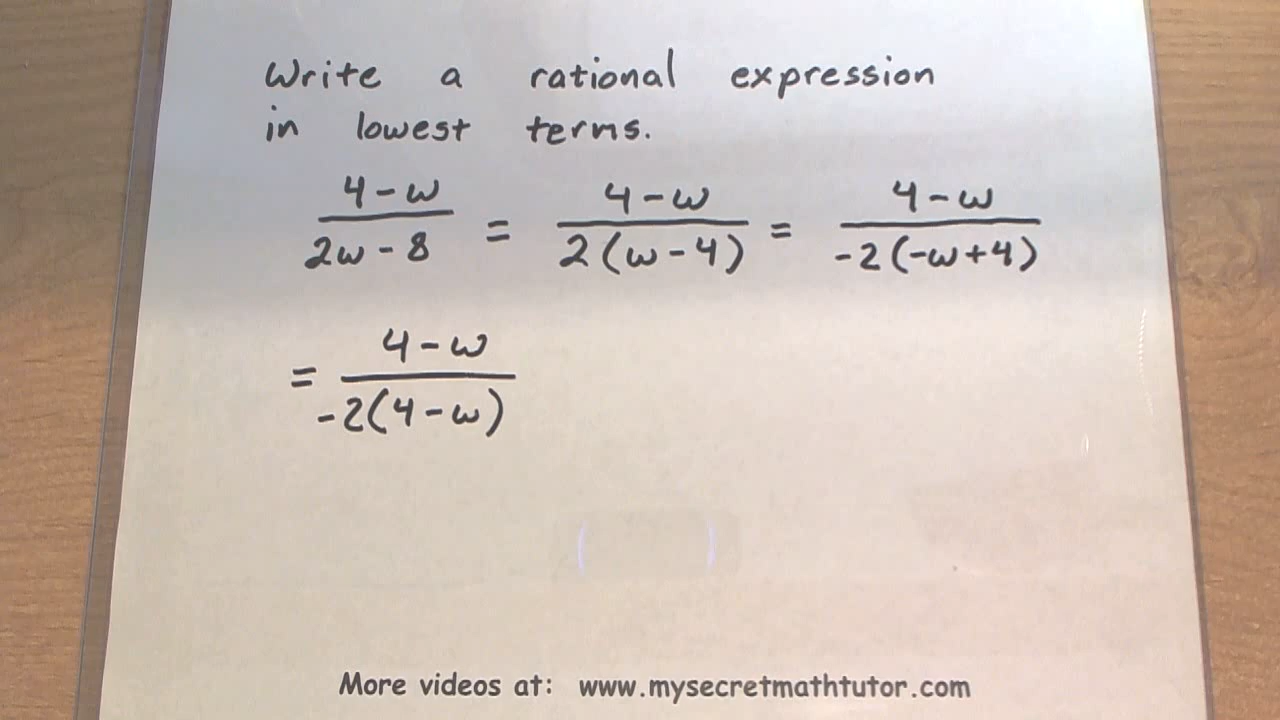 Write a rational expression
in lowest terms.
4-w/2w-8 = 4-w/2(w-4) = 4-w/-2(-w+4)
= 4-w/-2(4-w)
More videos at: www.mysecretmathtutor.com